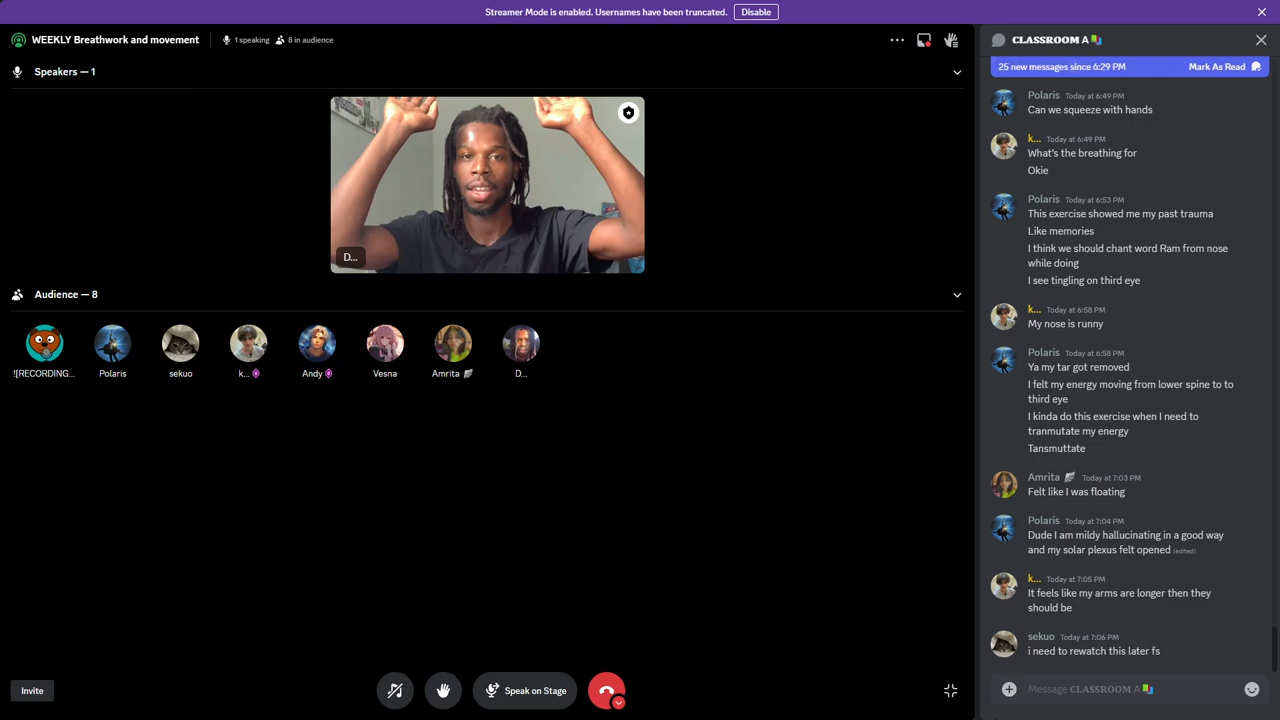 Streamer Mode is enabled. Usernames have been truncated.
Disable
WEEKLY Breathwork and movement
1 speaking
8 in audience
Speakers — 1
D...
Audience — 8
![RECORDING...
Polaris
sekuo
k...
Andy
Vesna
Amrita
D...
Invite
Speak on Stage
CLASSROOM A
25 new messages since 6:29 PM
Mark As Read
Polaris Today at 6:49 PM
Can we squeeze with hands
k... Today at 6:49 PM
What's the breathing for
Okie
Polaris Today at 6:53 PM
This exercise showed me my past trauma
Like memories
I think we should chant word Ram from nose
while doing
I see tingling on third eye
k... Today at 6:58 PM
My nose is runny
Polaris Today at 6:58 PM
Ya my tar got removed
I felt my energy moving from lower spine to to
third eye
I kinda do this exercise when I need to
tranmutate my energy
Tansmuttate
Amrita Today at 7:03 PM
Felt like I was floating
Polaris Today at 7:04 PM
Dude I am mildy hallucinating in a good way
and my solar plexus felt opened (edited)
k... Today at 7:05 PM
It feels like my arms are longer then they
should be
sekuo Today at 7:06 PM
i need to rewatch this later fs
Message CLASSROOM A